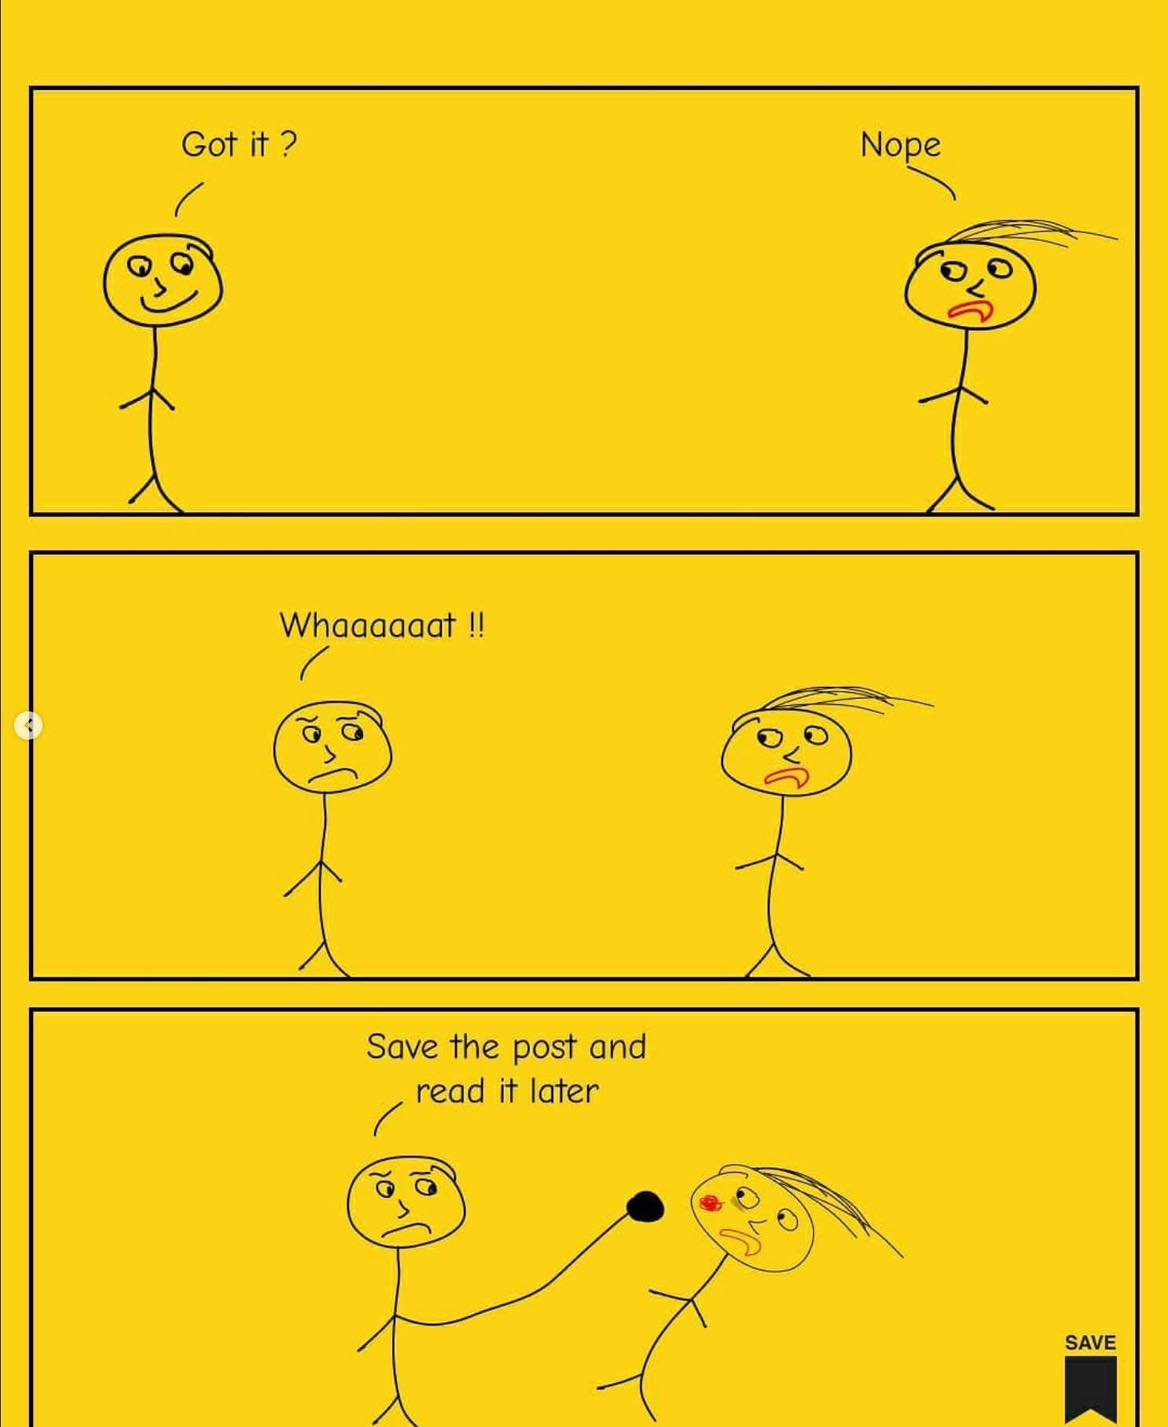 Got it ?
Nope
Whaaaaaat !!
Save the post and
read it later
SAVE